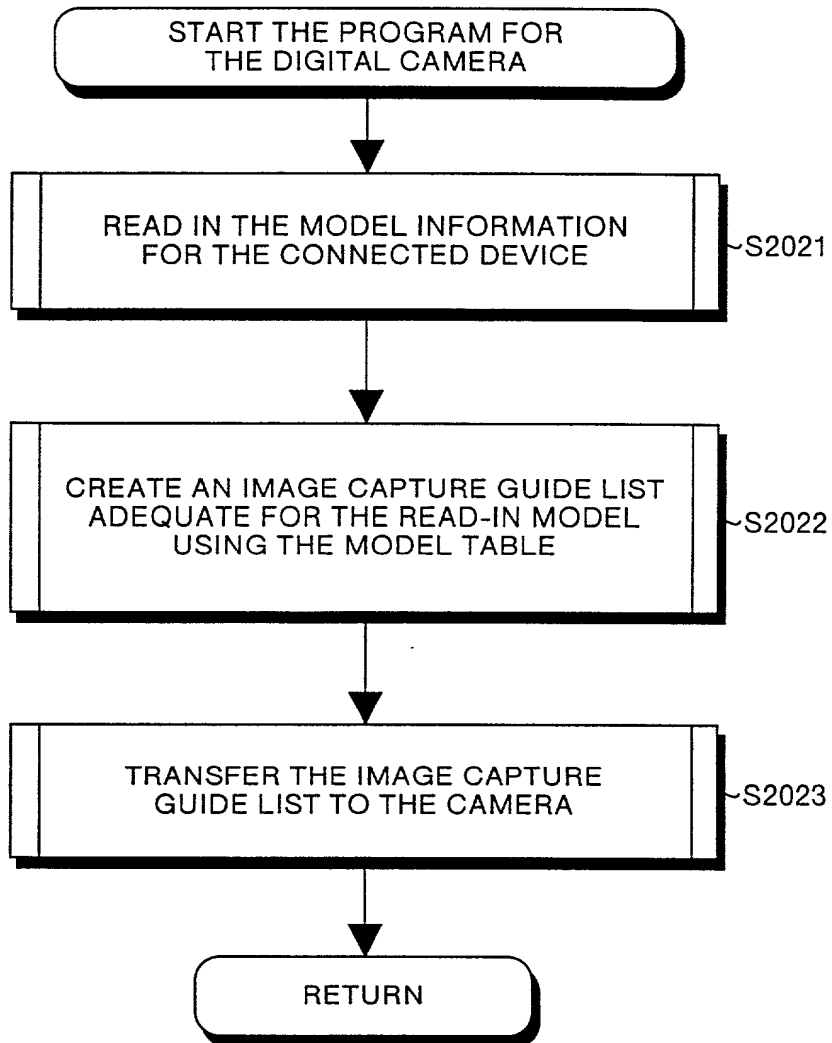 START THE PROGRAM FOR
THE DIGITAL CAMERA
READ IN THE MODEL INFORMATION
FOR THE CONNECTED DEVICE
S2021
CREATE AN IMAGE CAPTURE GUIDE LIST
ADEQUATE FOR THE READ-IN MODEL
USING THE MODEL TABLE
S2022
TRANSFER THE IMAGE CAPTURE
GUIDE LIST TO THE CAMERA
S2023
RETURN